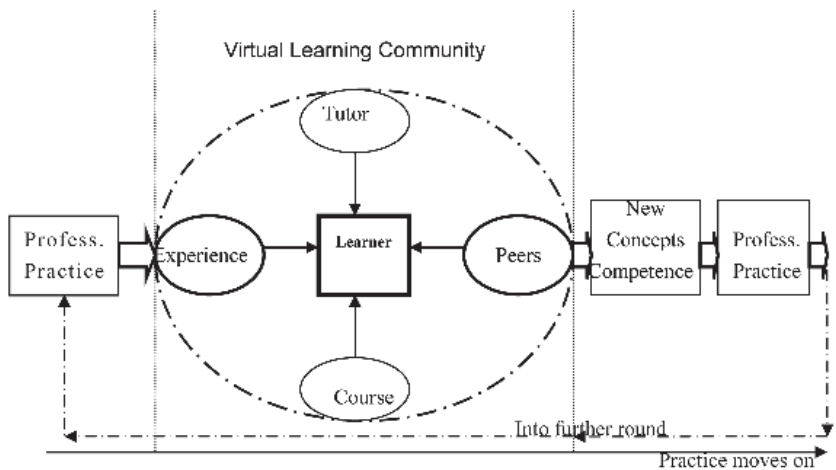 Virtual Learning Community
Tutor
Profess.
Practice
Experience
Learner
Peers
New
Concepts
Competence
Profess.
Practice
Course
Into further round
Practice moves on